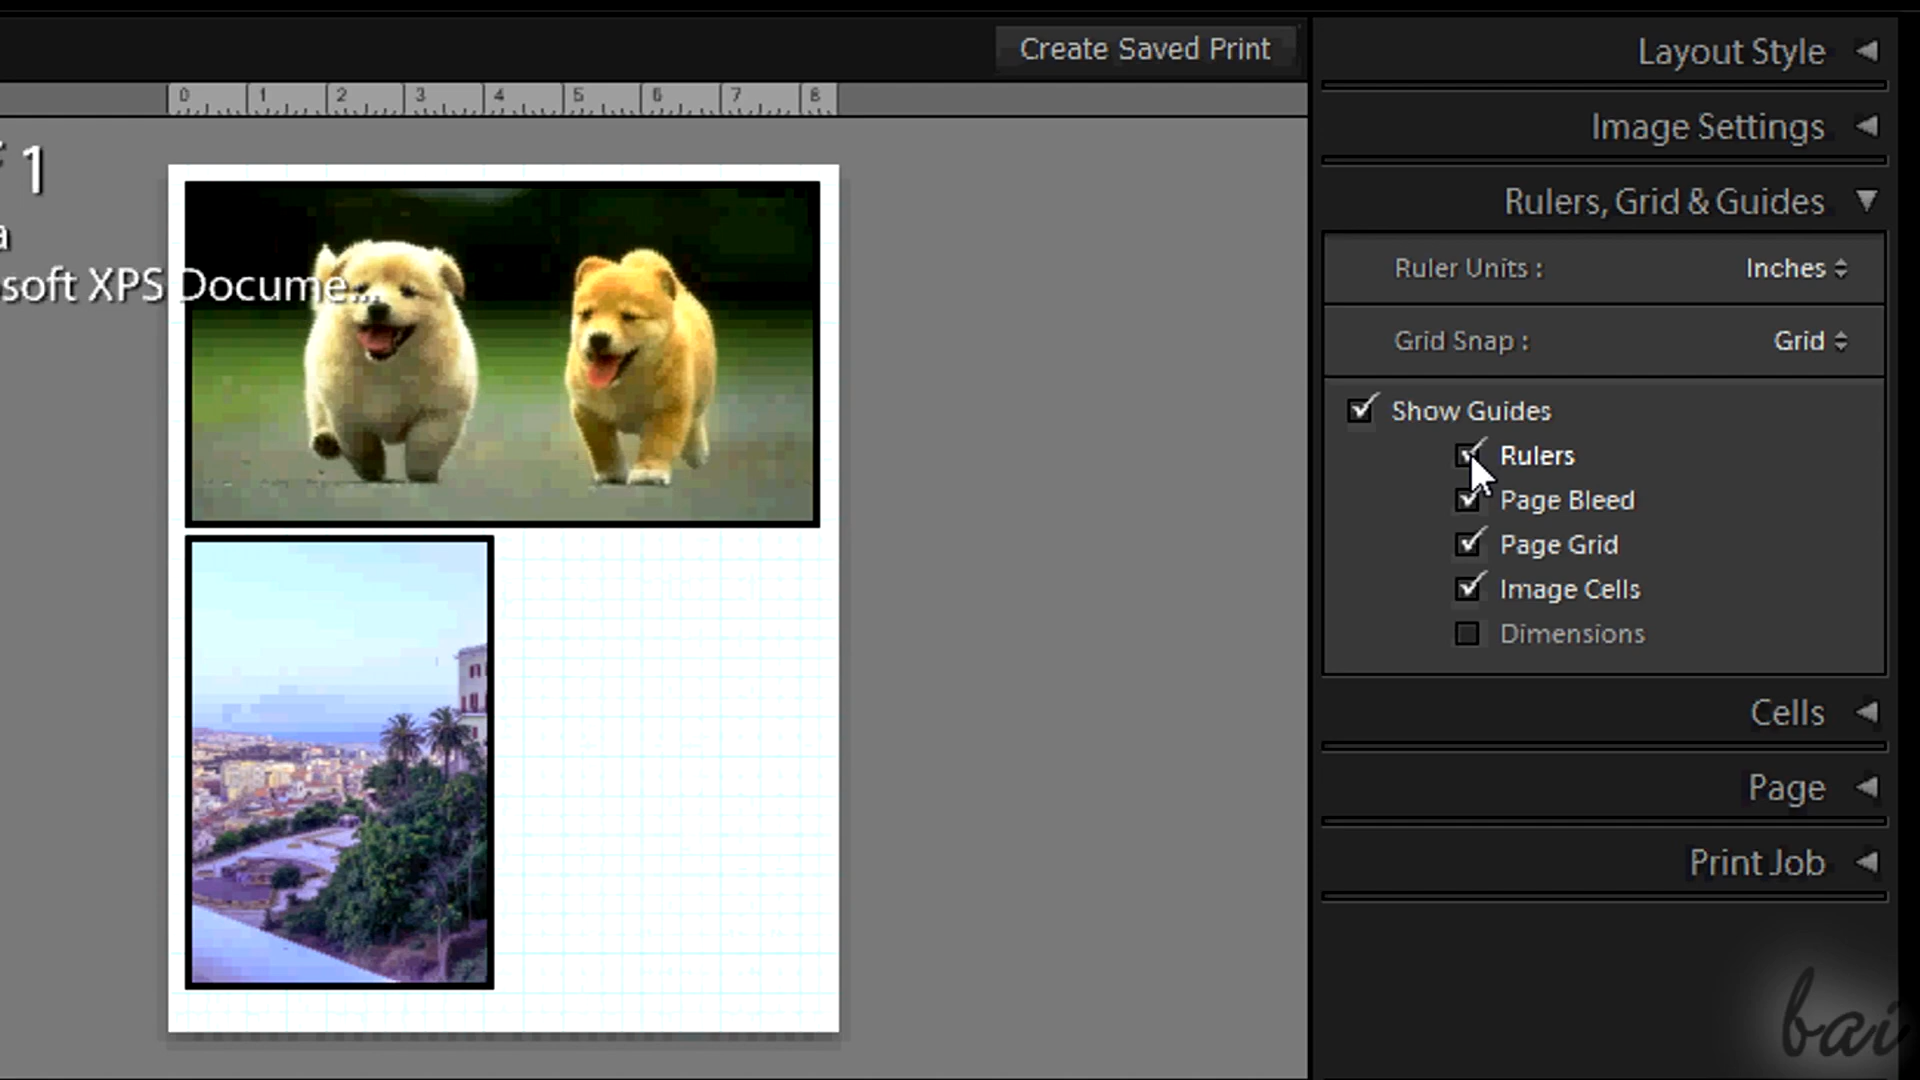 Create Saved Print
0 1 2 3 4 5 6 7 8
1
a
soft XPS Docume...
Layout Style
Image Settings
Rulers, Grid & Guides
Ruler Units : Inches
Grid Snap : Grid
Show Guides
Rulers
Page Bleed
Page Grid
Image Cells
Dimensions
Cells
Page
Print Job
bai